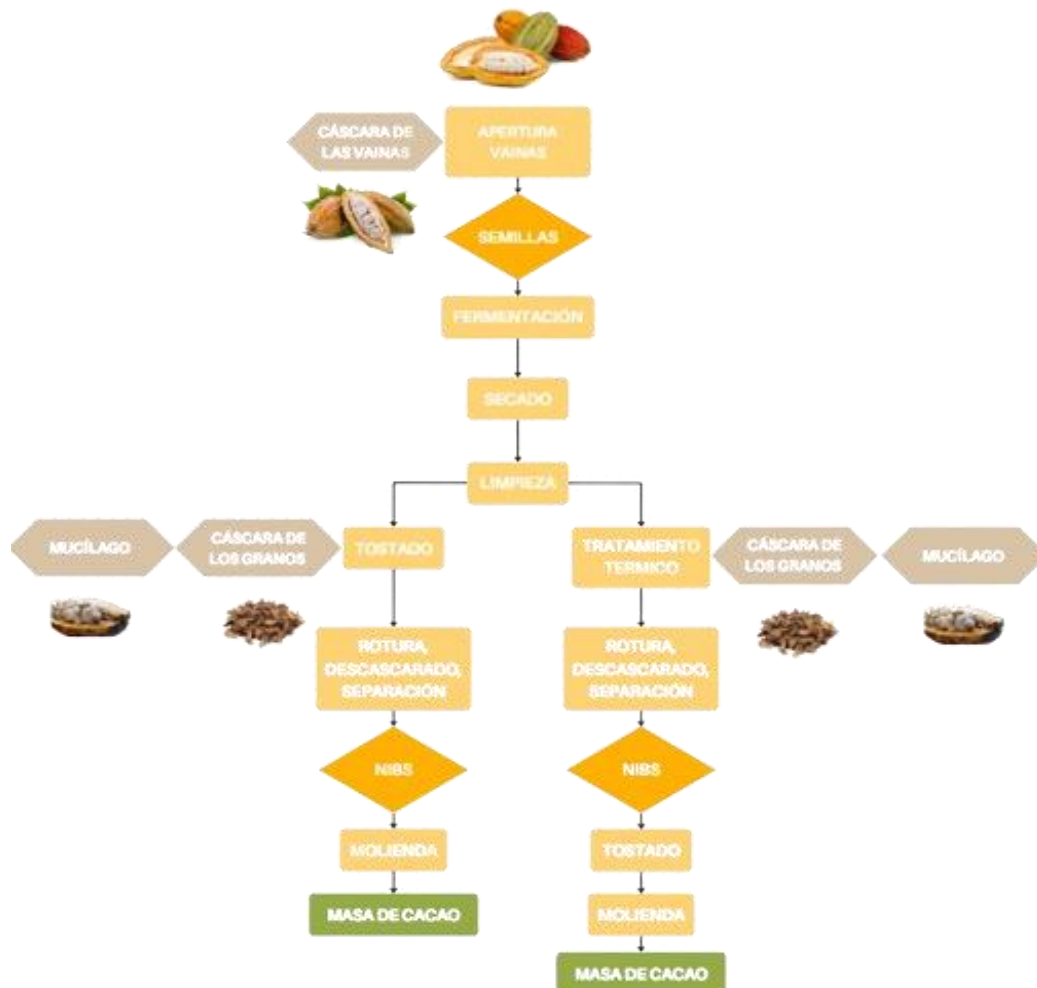 CÁSCARA DE
LAS VAINAS
APERTURA
VAINAS
SEMILLAS
FERMENTACIÓN
SECADO
LIMPIEZA
MUCÍLAGO
CÁSCARA DE
LOS GRANOS
TOSTADO
TRATAMIENTO
TERMICO
CÁSCARA DE
LOS GRANOS
MUCÍLAGO
ROTURA,
DESCASCARADO,
SEPARACIÓN
ROTURA,
DESCASCARADO,
SEPARACIÓN
NIBS
NIBS
MOLIENDA
TOSTADO
MASA DE CACAO
MOLIENDA
MASA DE CACAO